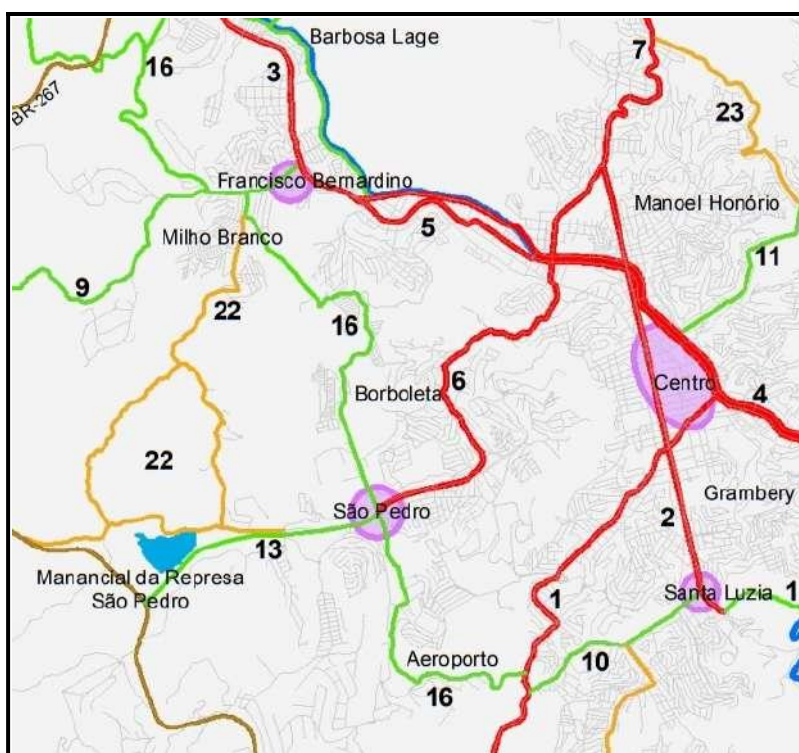 Barbosa Lage
7
16
3
BR-267
23
Francisco Bernardino
Manoel Honório
Milho Branco
5
11
9
22
16
Borboleta
6
Centro
4
22
Grambery
São Pedro
2
13
Manancial da Represa
São Pedro
1
Santa Luzia
1
Aeroporto
10
16